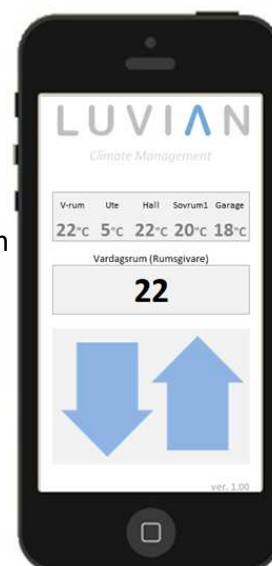 LUVIAN
Climate Management
V-rum Ute Hall Sovrum1 Garage
22°C 5°C 22°C 20°C 18°C
Vardagsrum (Rumsgivare)
22
ver. 1.00